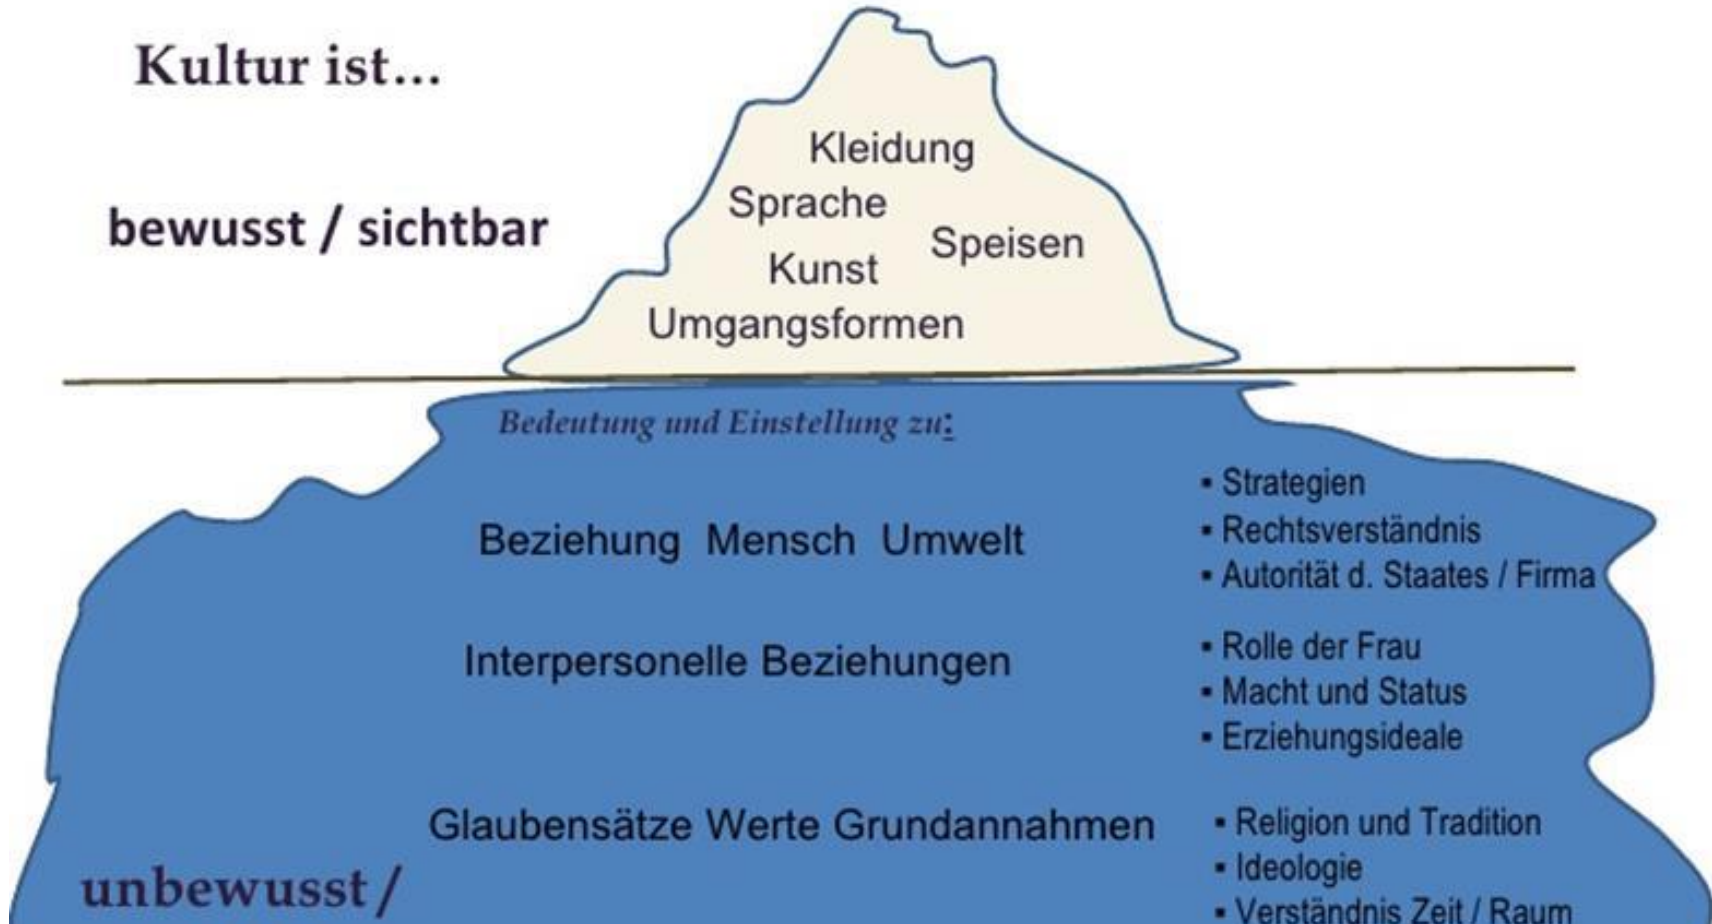 Kultur ist...
bewusst / sichtbar
Kleidung
Sprache
Speisen
Kunst
Umgangsformen
Bedeutung und Einstellung zu:
Beziehung Mensch Umwelt
▪ Strategien
▪ Rechtsverständnis
▪ Autorität d. Staates / Firma
Interpersonelle Beziehungen
▪ Rolle der Frau
▪ Macht und Status
▪ Erziehungsideale
Glaubensätze Werte Grundannahmen
▪ Religion und Tradition
▪ Ideologie
▪ Verständnis Zeit / Raum
unbewusst /